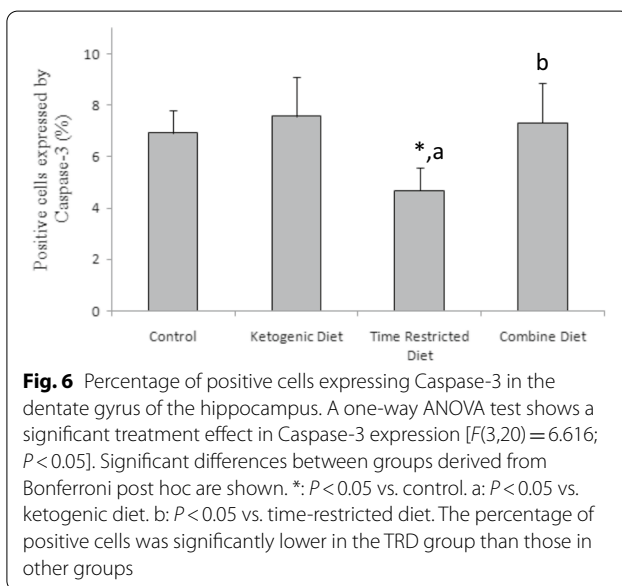 10
8
6
4
2
0
Positive cells expressed by
Caspase-3 (%)
*,a
b
Control
Ketogenic Diet
Time Restricted
Diet
Combine Diet
Fig. 6 Percentage of positive cells expressing Caspase-3 in the
dentate gyrus of the hippocampus. A one-way ANOVA test shows a
significant treatment effect in Caspase-3 expression [F(3,20) = 6.616;
P < 0.05]. Significant differences between groups derived from
Bonferroni post hoc are shown. *: P < 0.05 vs. control. a: P < 0.05 vs.
ketogenic diet. b: P < 0.05 vs. time-restricted diet. The percentage of
positive cells was significantly lower in the TRD group than those in
other groups